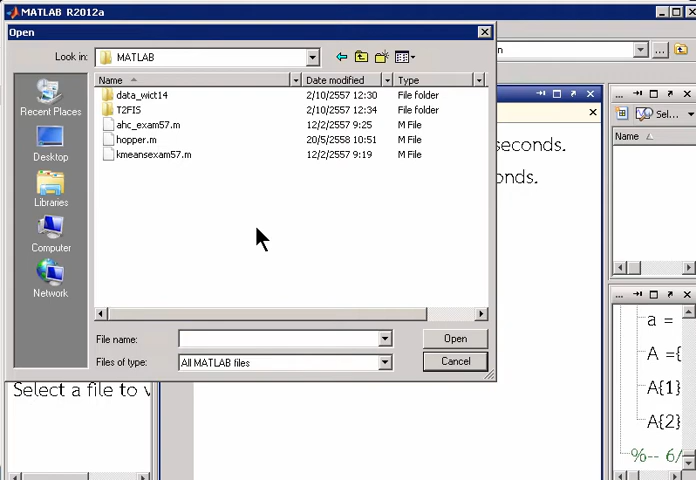 MATLAB R2012a
Open
Look in: MATLAB
Name Date modified Type
data_wict14 2/10/2557 12:30 File folder
T2FIS 2/10/2557 12:34 File folder
ahc_exam57.m 12/2/2557 9:25 M File
hopper.m 20/5/2558 10:51 M File
kmeansexam57.m 12/2/2557 9:19 M File
Recent Places
Desktop
Libraries
Computer
Network
File name: Open
Files of type: All MATLAB files Cancel
Select a file to v
n
...
seconds.
onds.
...
Sel...
Name
...
a =
A ={
A{1}
A{2}
%-- 6/